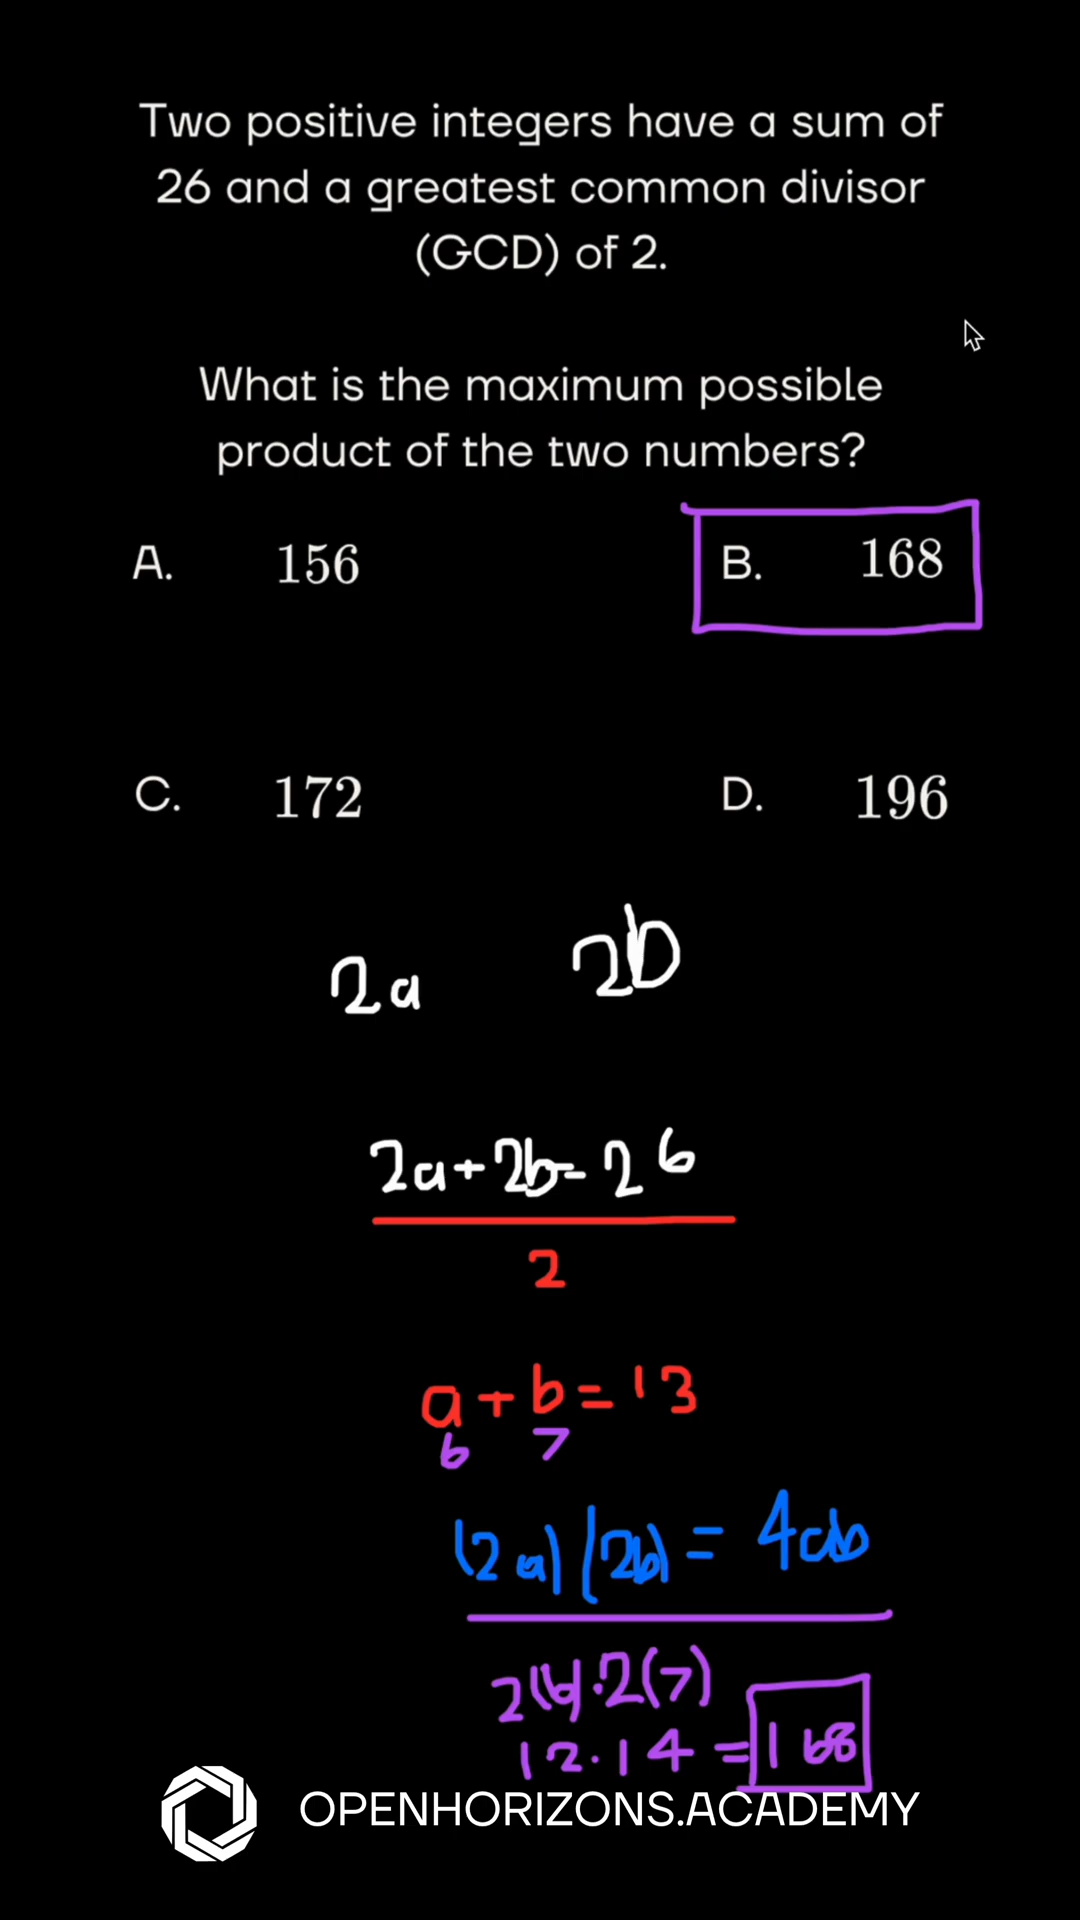 Two positive integers have a sum of
26 and a greatest common divisor
(GCD) of 2.
What is the maximum possible
product of the two numbers?
A. 156
B. 168
C. 172
D. 196
2a 2b
2a+2b=26
2
a+b=13
6 7
(2a)(2b)=4ab
2(6)·2(7)
12·14=168
OPENHORIZONS.ACADEMY